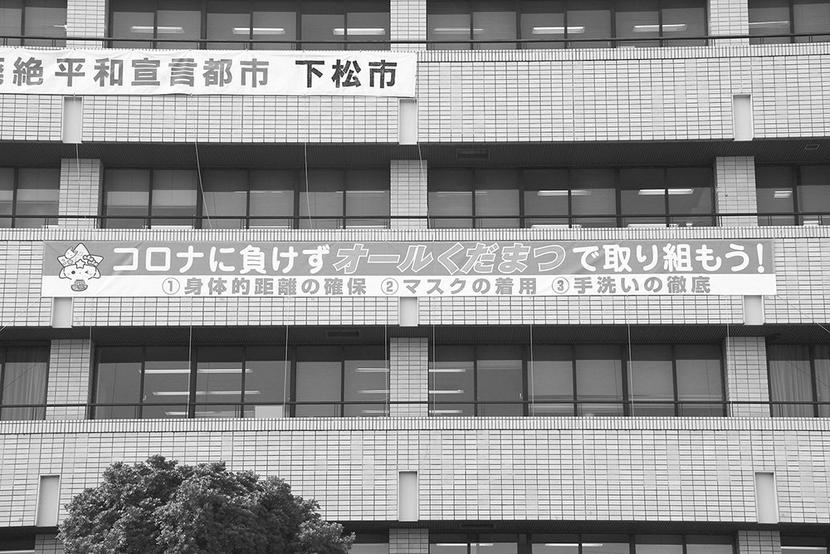 絶平和宣言都市 下松市
コロナに負けずオールくだまつで取り組もう!
①身体的距離の確保 ②マスクの着用 ③手洗いの徹底